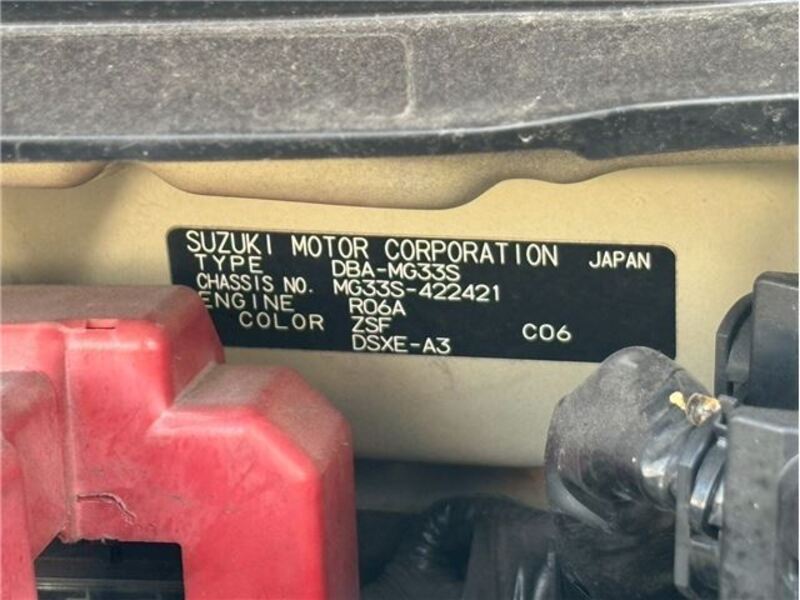 SUZUKI MOTOR CORPORATION JAPAN
TYPE DBA-MG33S
CHASSIS NO. MG33S-422421
ENGINE R06A
COLOR ZSF C06
DSXE-A3